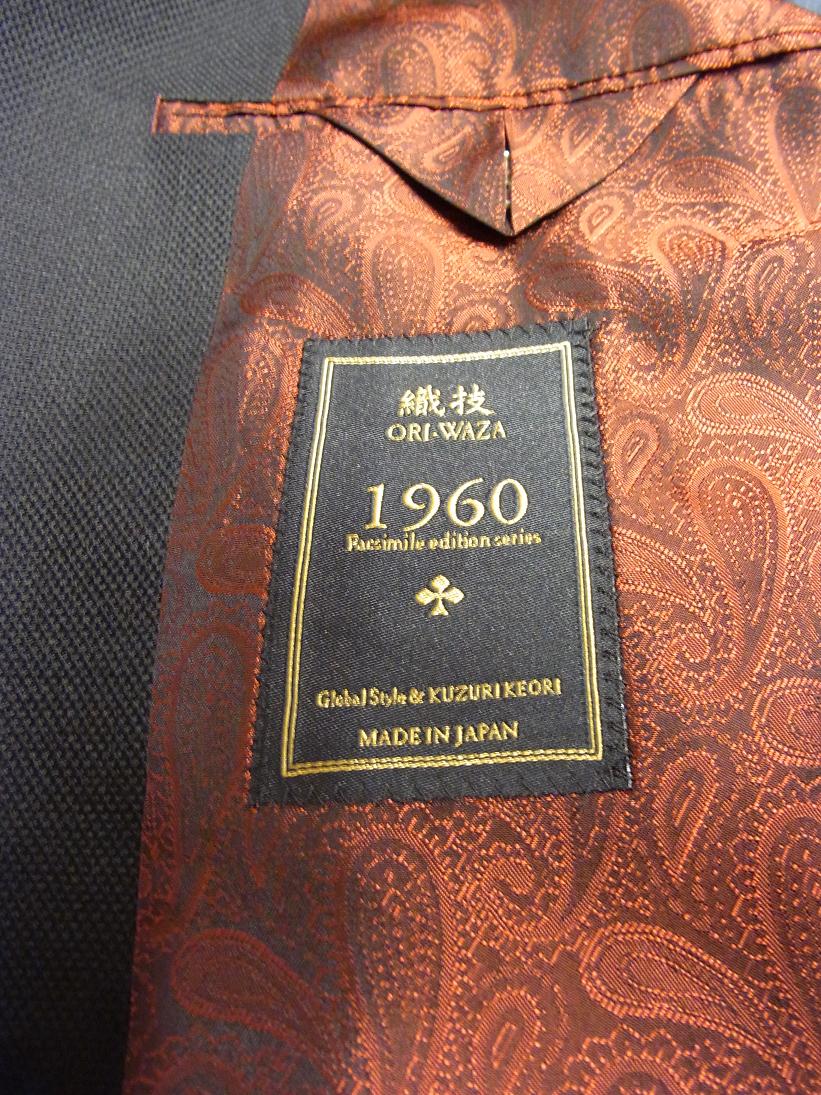 織技
ORI-WAZA
1960
Facsimile edition series
Global Style & KUZURI KEORI
MADE IN JAPAN